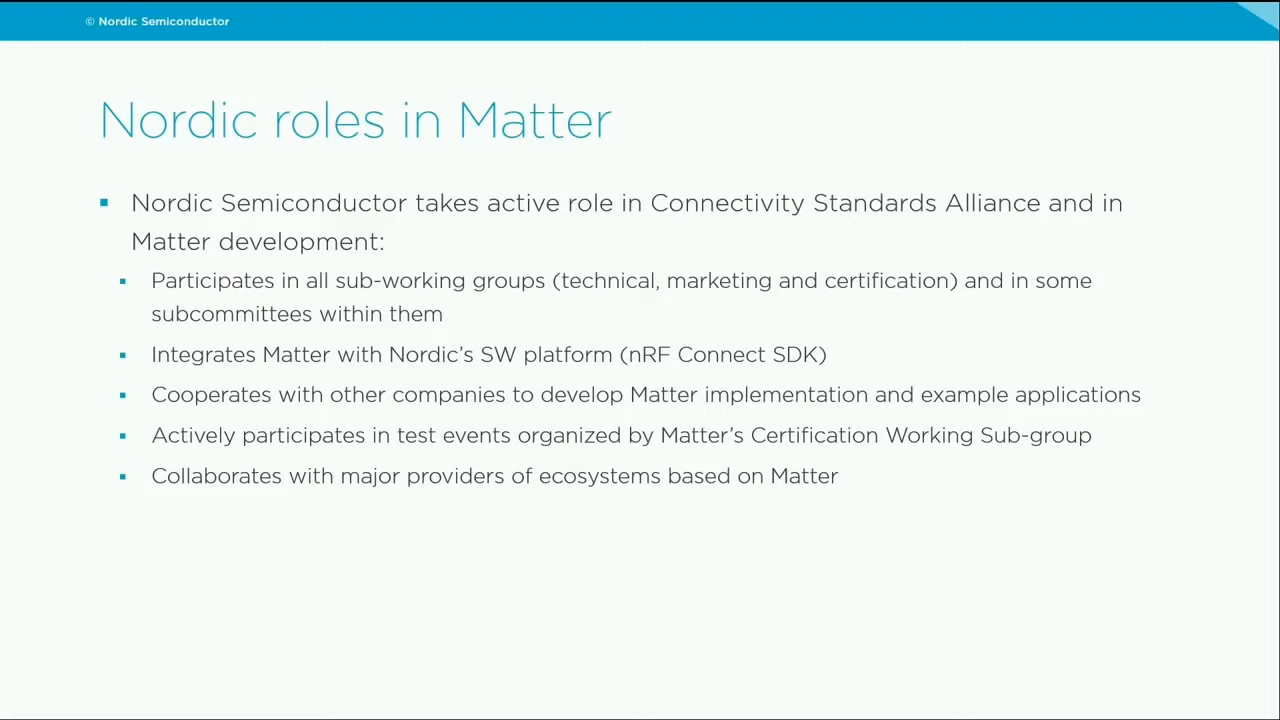 © Nordic Semiconductor
Nordic roles in Matter
Nordic Semiconductor takes active role in Connectivity Standards Alliance and in
Matter development:
Participates in all sub-working groups (technical, marketing and certification) and in some
subcommittees within them
Integrates Matter with Nordic’s SW platform (nRF Connect SDK)
Cooperates with other companies to develop Matter implementation and example applications
Actively participates in test events organized by Matter’s Certification Working Sub-group
Collaborates with major providers of ecosystems based on Matter